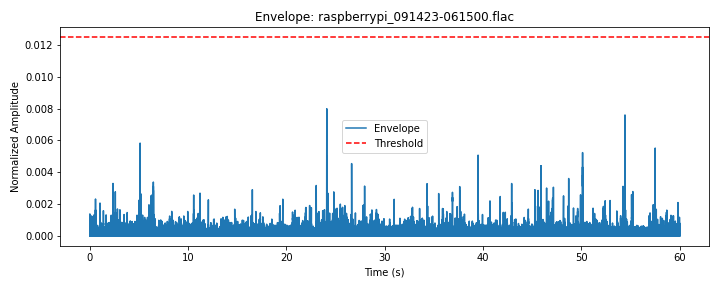 Envelope: raspberrypi_091423-061500.flac
Normalized Amplitude
0.012
0.010
0.008
0.006
0.004
0.002
0.000
Envelope
Threshold
0
10
20
30
40
50
60
Time (s)